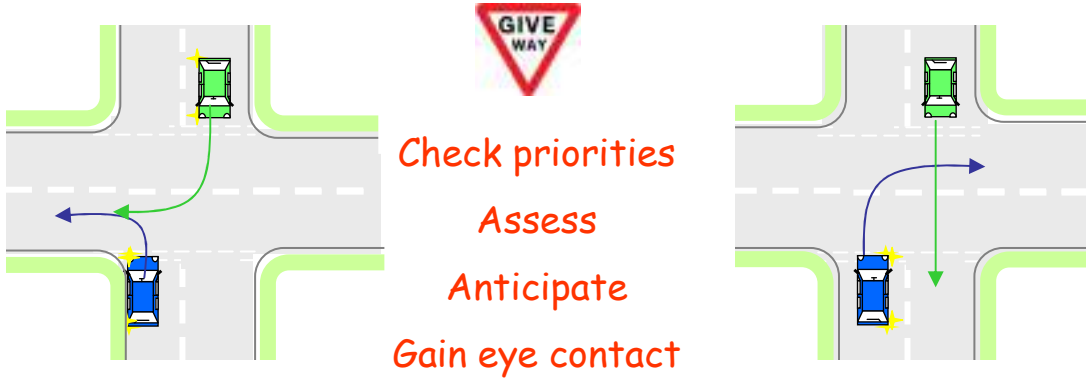 GIVE
WAY
Check priorities
Assess
Anticipate
Gain eye contact